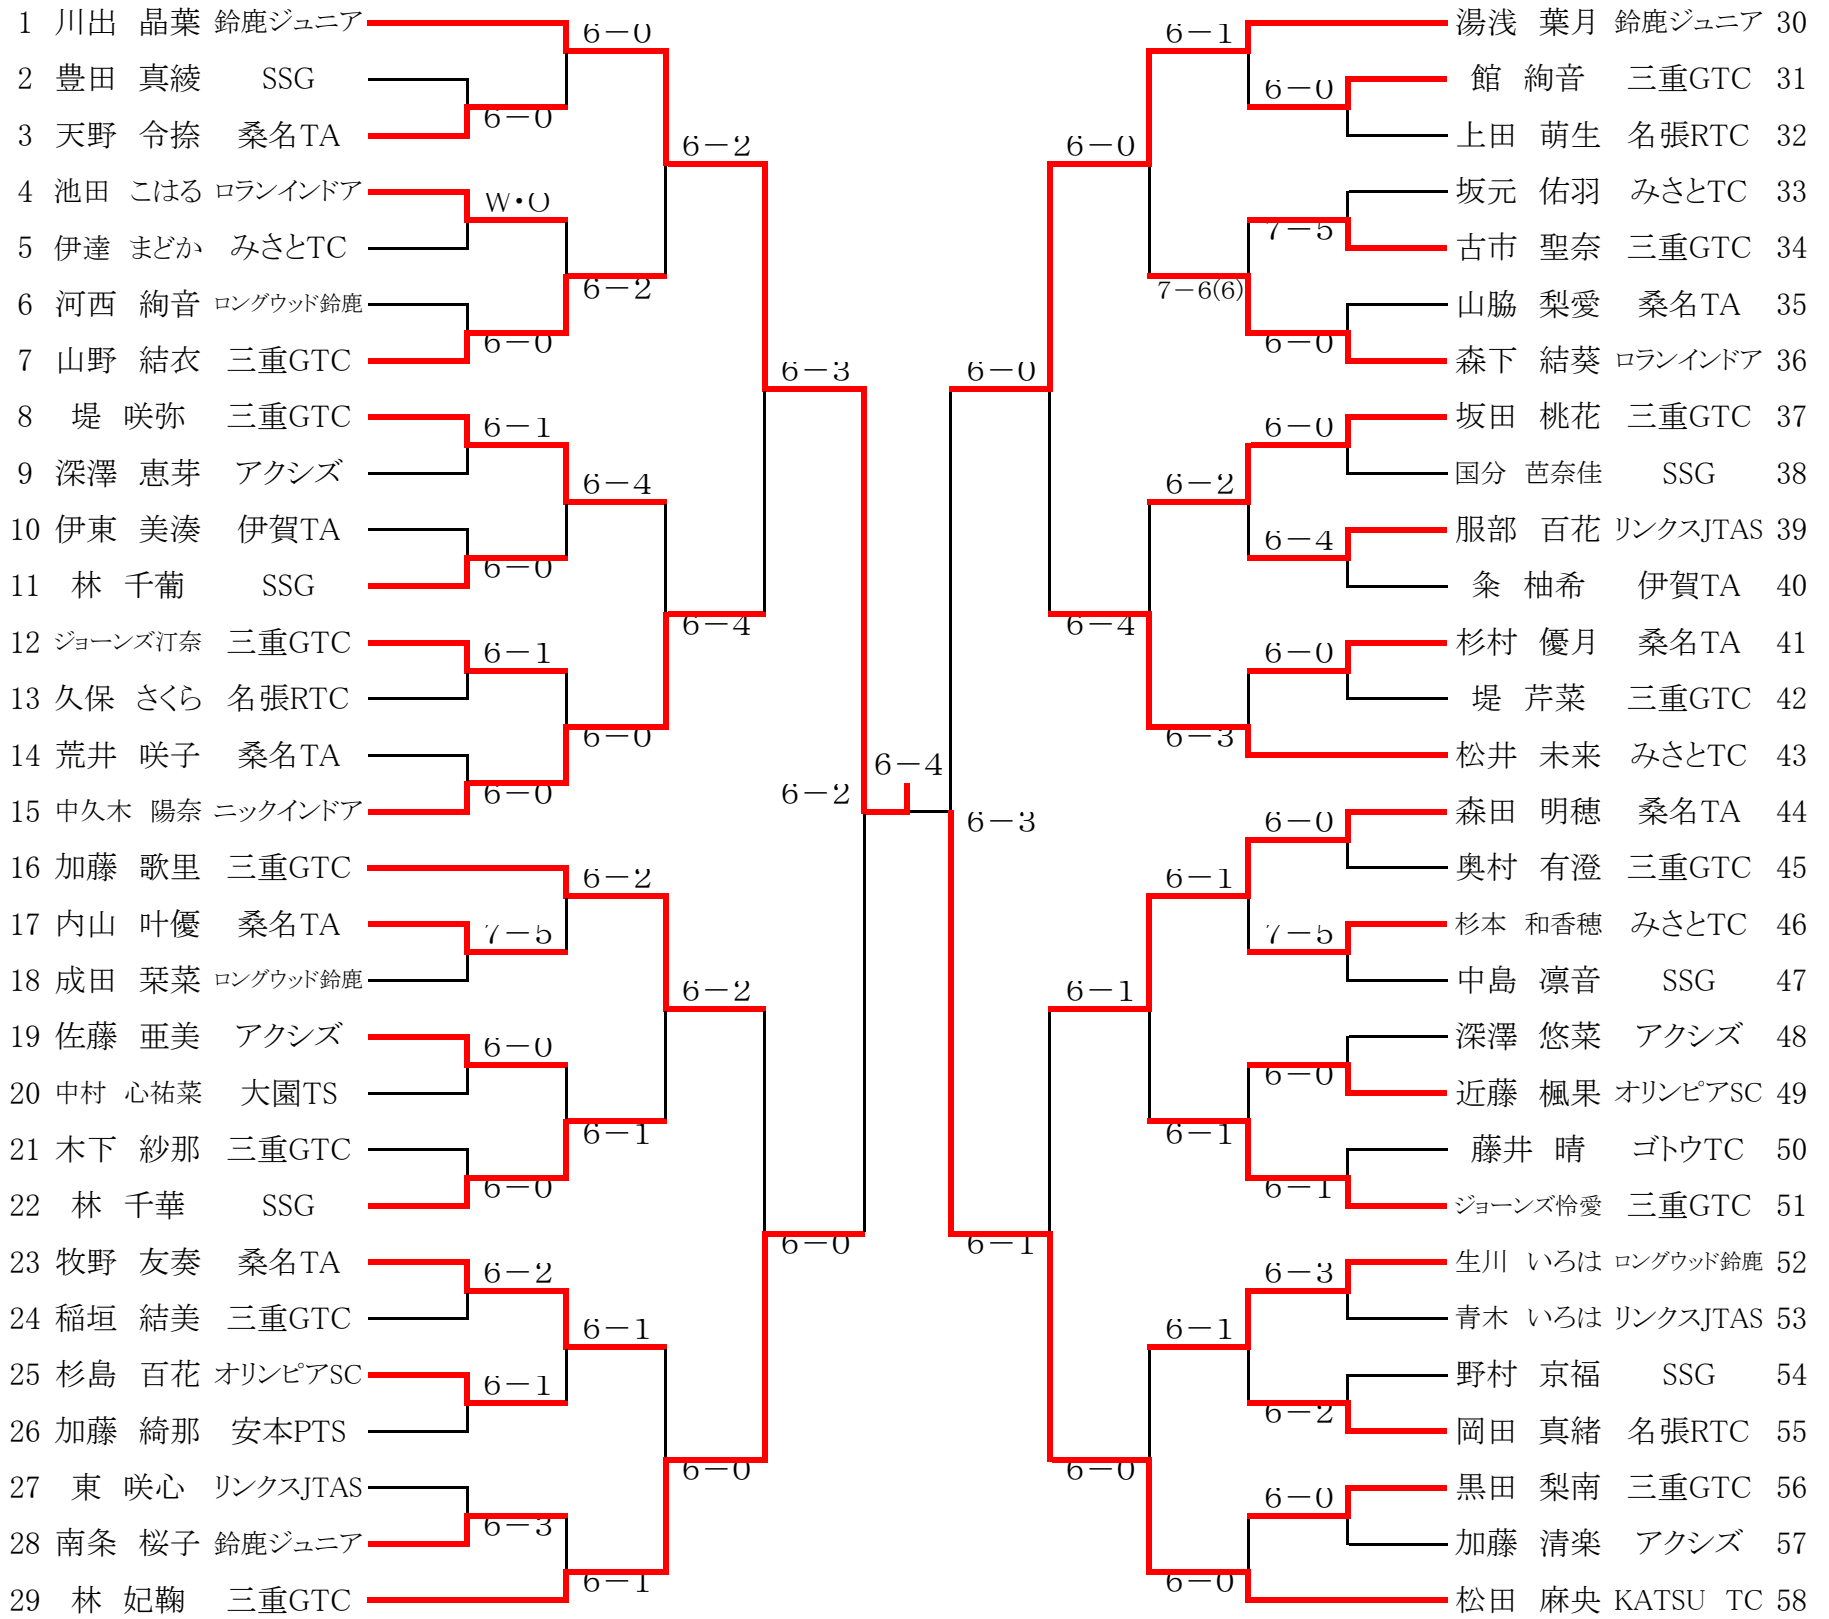 1 川出 晶葉 鈴鹿ジュニア
2 豊田 真綾 SSG
3 天野 令捺 桑名TA
4 池田 こはる ロランインドア
5 伊達 まどか みさとTC
6 河西 絢音 ロングウッド鈴鹿
7 山野 結衣 三重GTC
8 堤 咲弥 三重GTC
9 深澤 恵芽 アクシズ
10 伊東 美湊 伊賀TA
11 林 千葡 SSG
12 ジョーンズ汀奈 三重GTC
13 久保 さくら 名張RTC
14 荒井 咲子 桑名TA
15 中久木 陽奈 ニックインドア
16 加藤 歌里 三重GTC
17 内山 叶優 桑名TA
18 成田 栞菜 ロングウッド鈴鹿
19 佐藤 亜美 アクシズ
20 中村 心祐菜 大園TS
21 木下 紗那 三重GTC
22 林 千華 SSG
23 牧野 友奏 桑名TA
24 稲垣 結美 三重GTC
25 杉島 百花 オリンピアSC
26 加藤 綺那 安本PTS
27 東 咲心 リンクスJTAS
28 南条 桜子 鈴鹿ジュニア
29 林 妃鞠 三重GTC
6-0
W・O
6-0
6-1
6-0
6-1
6-0
7-5
6-0
6-0
6-2
6-1
6-3
6-0
6-2
6-4
6-0
6-2
6-1
6-1
6-1
6-2
6-4
6-2
6-0
6-3
6-0
6-2
6-4
6-3
6-0
6-1
6-0
6-4
6-1
6-0
6-1
7-6(6)
6-2
6-3
6-1
6-1
6-1
6-0
6-0
7-5
6-0
6-0
6-4
6-0
6-0
7-5
6-0
6-1
6-3
6-2
6-0
湯浅 葉月 鈴鹿ジュニア 30
館 絢音 三重GTC 31
上田 萌生 名張RTC 32
坂元 佑羽 みさとTC 33
古市 聖奈 三重GTC 34
山脇 梨愛 桑名TA 35
森下 結葵 ロランインドア 36
坂田 桃花 三重GTC 37
国分 芭奈佳 SSG 38
服部 百花 リンクスJTAS 39
粂 柚希 伊賀TA 40
杉村 優月 桑名TA 41
堤 芹菜 三重GTC 42
松井 未来 みさとTC 43
森田 明穂 桑名TA 44
奥村 有澄 三重GTC 45
杉本 和香穂 みさとTC 46
中島 凛音 SSG 47
深澤 悠菜 アクシズ 48
近藤 楓果 オリンピアSC 49
藤井 晴 ゴトウTC 50
ジョーンズ怜愛 三重GTC 51
生川 いろは ロングウッド鈴鹿 52
青木 いろは リンクスJTAS 53
野村 京福 SSG 54
岡田 真緒 名張RTC 55
黒田 梨南 三重GTC 56
加藤 清楽 アクシズ 57
松田 麻央 KATSU TC 58